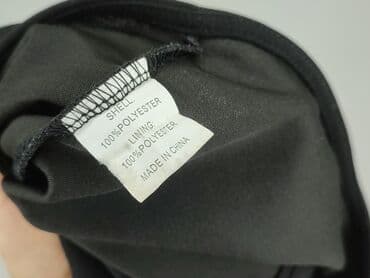 SHELL
100%POLYESTER
LINING
100%POLYESTER
MADE IN CHINA